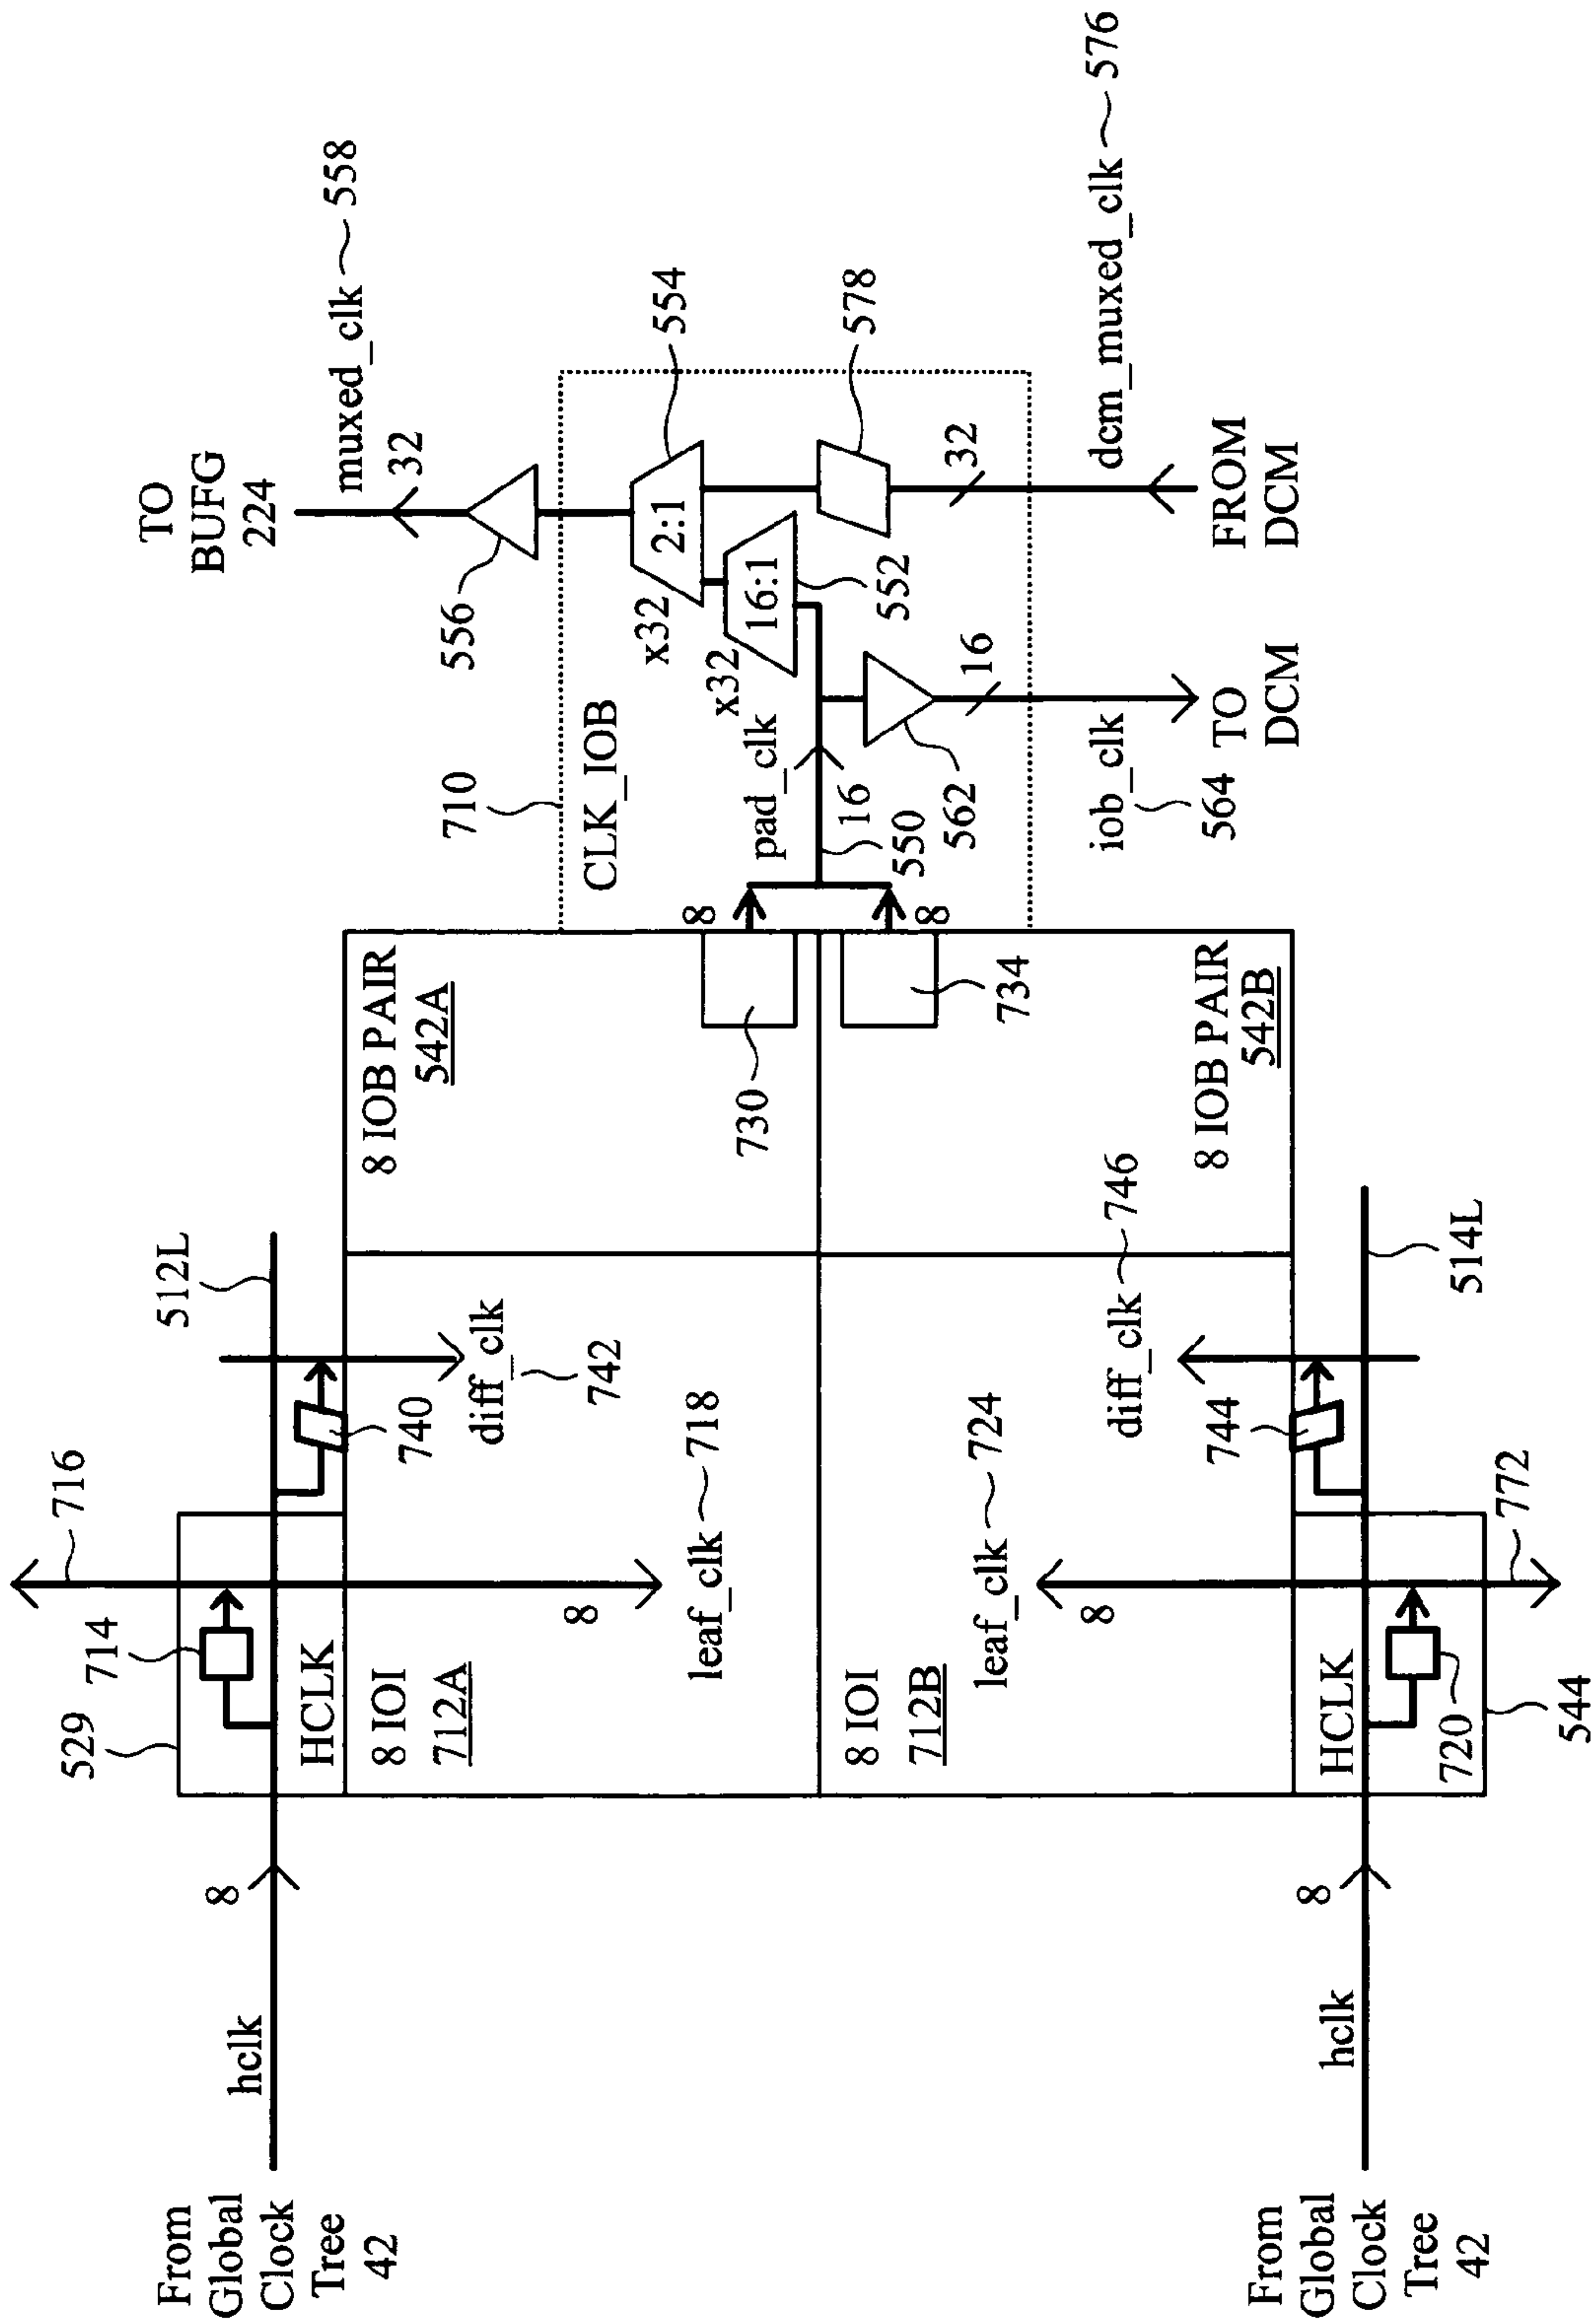 TO
BUFG
224
muxed_clk
558
32
556
2:1
554
x32
16:1
x32
552
578
32
dcm_muxed_clk
576
FROM
DCM
710
CLK_IOB
pad_clk
16
550
562
16
iob_clk
564
TO
DCM
8
8
8 IOB PAIR
542A
730
734
8 IOB PAIR
542B
512L
740
diff_clk
742
diff_clk
746
744
514L
716
714
529
HCLK
8
8 IOI
712A
leaf_clk
718
8 IOI
712B
leaf_clk
724
8
HCLK
720
772
544
8
hclk
From
Global
Clock
Tree
42
8
hclk
From
Global
Clock
Tree
42